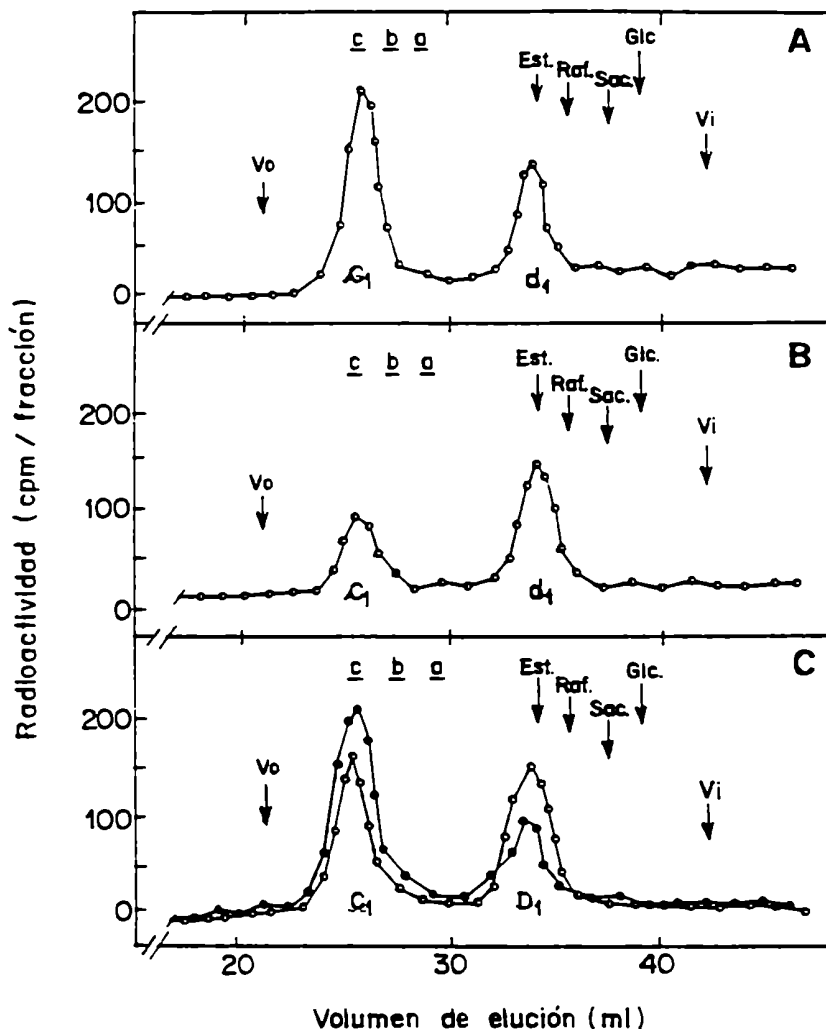 A
c b a
Glc
Est.
Raf.
Sac.
Vo
Vi
200
100
0
C1
d1
B
c b a
Est.
Glc.
Raf.
Sac.
Vo
Vi
200
100
0
C1
d1
C
c b a
Est.
Glc.
Raf.
Sac.
Vo
Vi
200
100
0
C1
D1
20 30 40
Radioactividad (cpm / fracción)
Volumen de elución (ml)